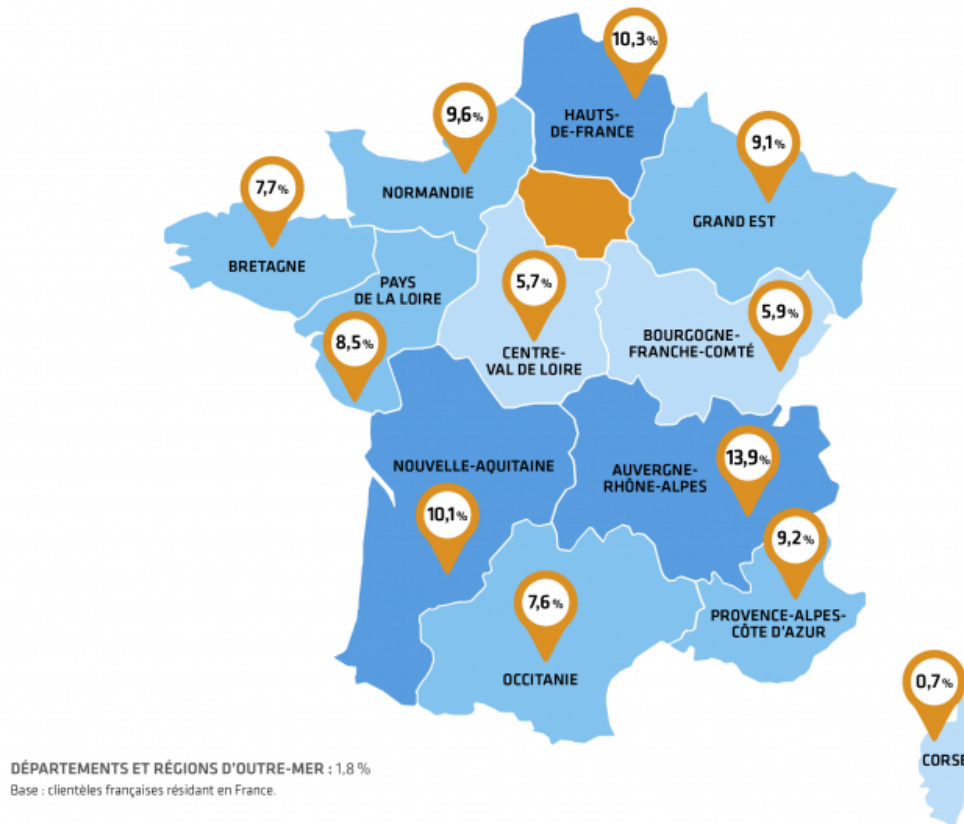 10,3%
HAUTS-
DE-FRANCE
9,6%
NORMANDIE
9,1%
GRAND EST
7,7%
BRETAGNE
PAYS
DE LA LOIRE
8,5%
5,7%
CENTRE-
VAL DE LOIRE
5,9%
BOURGOGNE-
FRANCHE-COMTÉ
NOUVELLE-AQUITAINE
10,1%
AUVERGNE-
RHÔNE-ALPES
13,9%
9,2%
PROVENCE-ALPES-
CÔTE D'AZUR
7,6%
OCCITANIE
0,7%
CORSE
DÉPARTEMENTS ET RÉGIONS D'OUTRE-MER : 1,8 %
Base : clientèles françaises résidant en France.